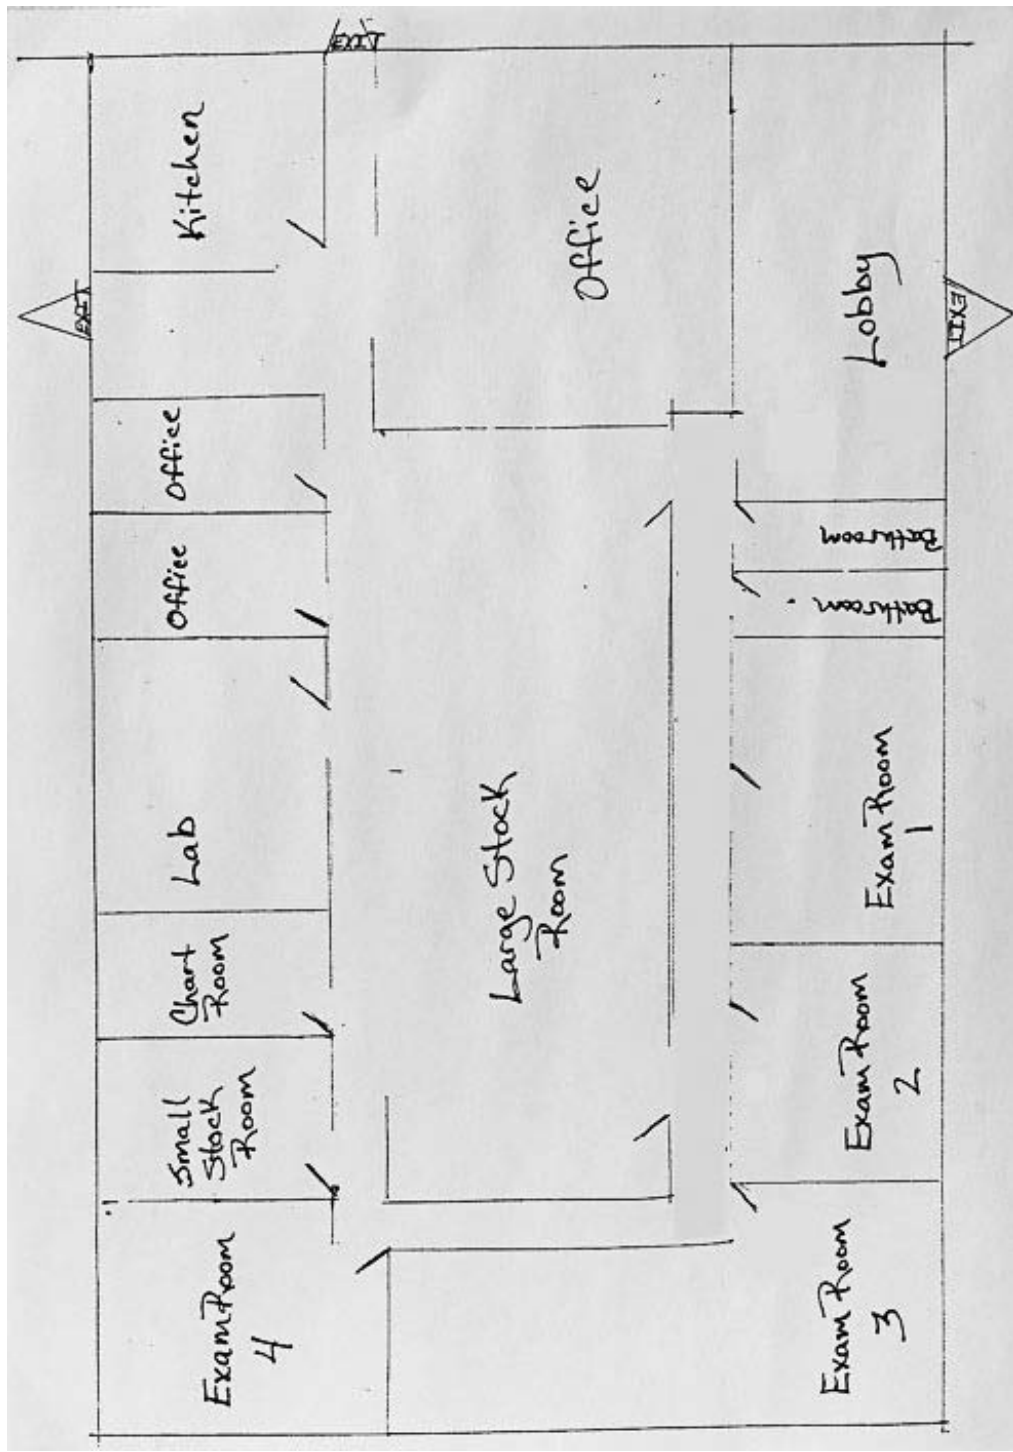 EXIT
Kitchen
Office
EXIT
Lobby
EXIT
Office
Office
Bathroom
Bathroom
Lab
Large Stock
Room
Exam Room
1
Chart
Room
Exam Room
2
Small
Stock
Room
Exam Room
4
Exam Room
3